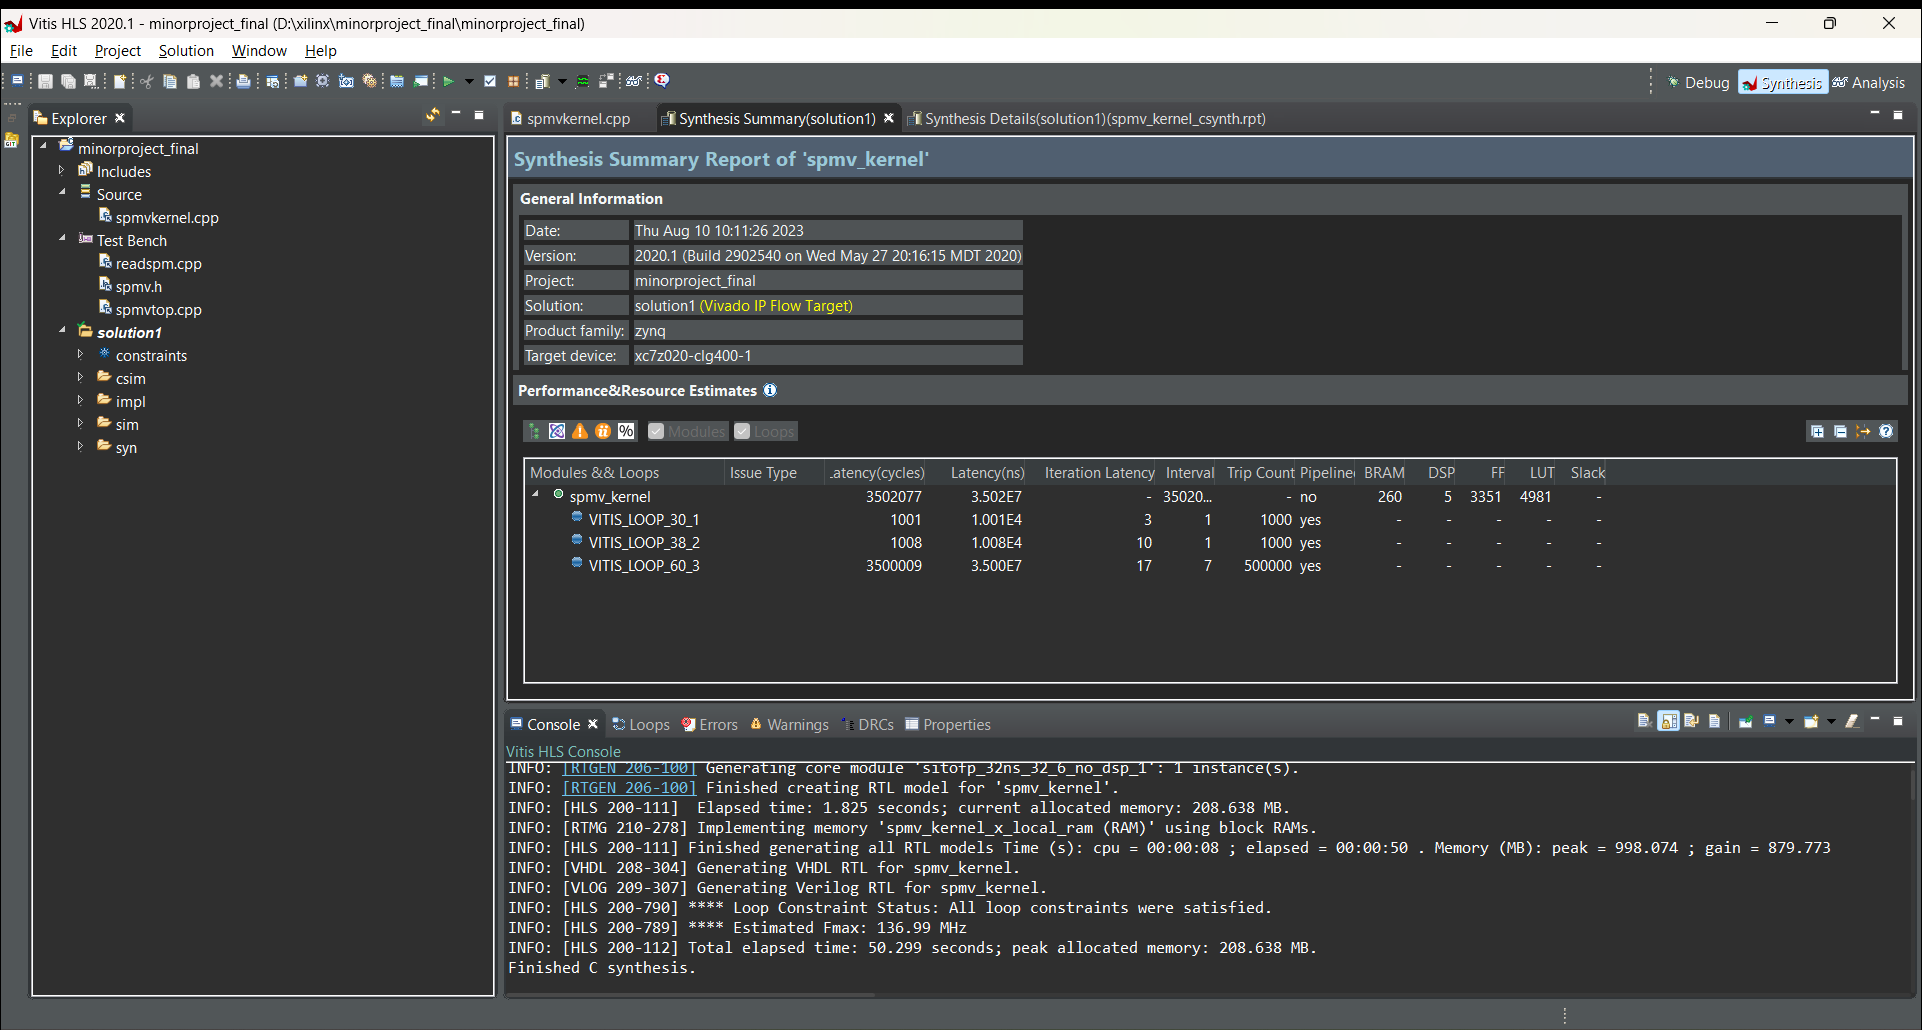 Vitis HLS 2020.1 - minorproject_final (D:\xilinx\minorproject_final\minorproject_final)
File Edit Project Solution Window Help
Debug Synthesis Analysis
Explorer
minorproject_final
Includes
Source
spmvkernel.cpp
Test Bench
readspm.cpp
spmv.h
spmvtop.cpp
solution1
constraints
csim
impl
sim
syn
spmvkernel.cpp Synthesis Summary(solution1) Synthesis Details(solution1)(spmv_kernel_csynth.rpt)
Synthesis Summary Report of 'spmv_kernel'
General Information
Date: Thu Aug 10 10:11:26 2023
Version: 2020.1 (Build 2902540 on Wed May 27 20:16:15 MDT 2020)
Project: minorproject_final
Solution: solution1 (Vivado IP Flow Target)
Product family: zynq
Target device: xc7z020-clg400-1
Performance&Resource Estimates
% Modules Loops
Modules && Loops Issue Type .atency(cycles) Latency(ns) Iteration Latency Interval Trip Count Pipeline BRAM DSP FF LUT Slack
spmv_kernel 3502077 3.502E7 - 35020... - no 260 5 3351 4981 -
VITIS_LOOP_30_1 1001 1.001E4 3 1 1000 yes - - - - -
VITIS_LOOP_38_2 1008 1.008E4 10 1 1000 yes - - - - -
VITIS_LOOP_60_3 3500009 3.500E7 17 7 500000 yes - - - - -
Console Loops Errors Warnings DRCs Properties
Vitis HLS Console
INFO: [RTGEN 206-100] Generating core module 'sitofp_32ns_32_6_no_dsp_1': 1 instance(s).
INFO: [RTGEN 206-100] Finished creating RTL model for 'spmv_kernel'.
INFO: [HLS 200-111]  Elapsed time: 1.825 seconds; current allocated memory: 208.638 MB.
INFO: [RTMG 210-278] Implementing memory 'spmv_kernel_x_local_ram (RAM)' using block RAMs.
INFO: [HLS 200-111] Finished generating all RTL models Time (s): cpu = 00:00:08 ; elapsed = 00:00:50 . Memory (MB): peak = 998.074 ; gain = 879.773
INFO: [VHDL 208-304] Generating VHDL RTL for spmv_kernel.
INFO: [VLOG 209-307] Generating Verilog RTL for spmv_kernel.
INFO: [HLS 200-790] **** Loop Constraint Status: All loop constraints were satisfied.
INFO: [HLS 200-789] **** Estimated Fmax: 136.99 MHz
INFO: [HLS 200-112] Total elapsed time: 50.299 seconds; peak allocated memory: 208.638 MB.
Finished C synthesis.